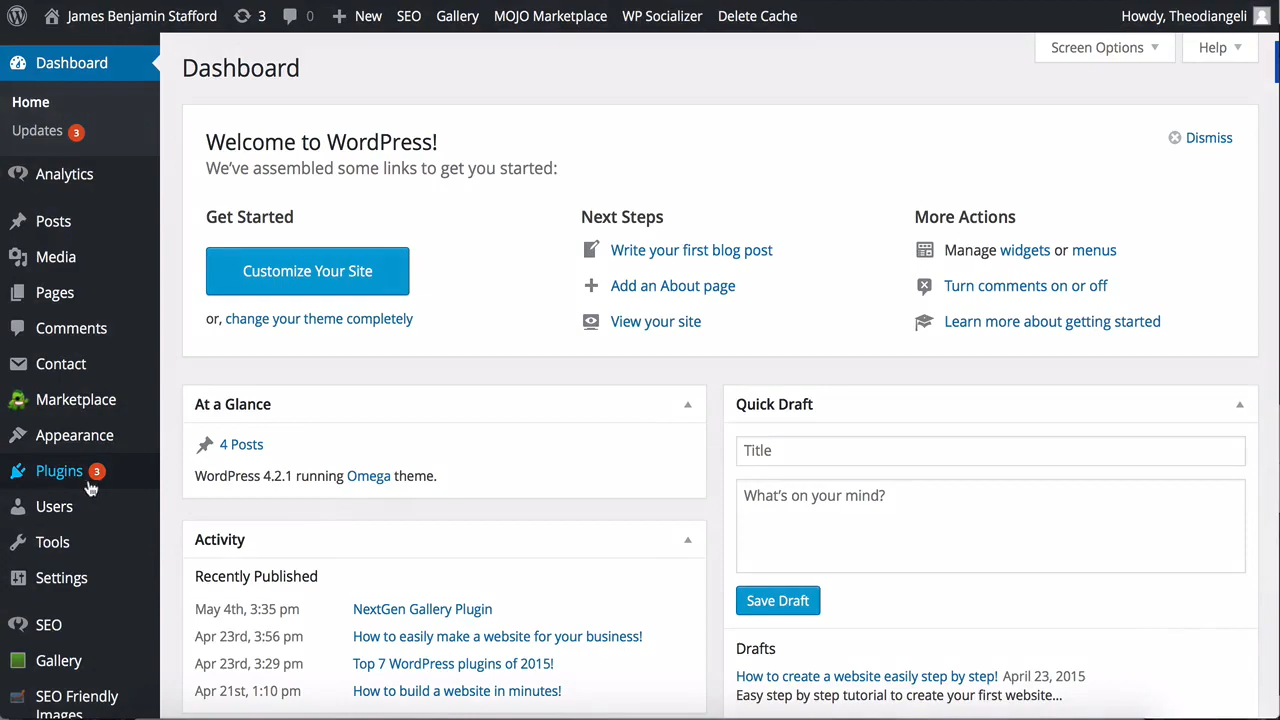 James Benjamin Stafford 3 0 New SEO Gallery MOJO Marketplace WP Socializer Delete Cache Howdy, Theodiangeli
Dashboard
Home
Updates 3
Analytics
Posts
Media
Pages
Comments
Contact
Marketplace
Appearance
Plugins 3
Users
Tools
Settings
SEO
Gallery
SEO Friendly
Images
Screen Options Help
Dashboard
Welcome to WordPress!
Dismiss
We've assembled some links to get you started:
Get Started
Customize Your Site
or, change your theme completely
Next Steps
Write your first blog post
Add an About page
View your site
More Actions
Manage widgets or menus
Turn comments on or off
Learn more about getting started
At a Glance
4 Posts
WordPress 4.2.1 running Omega theme.
Activity
Recently Published
May 4th, 3:35 pm NextGen Gallery Plugin
Apr 23rd, 3:56 pm How to easily make a website for your business!
Apr 23rd, 3:29 pm Top 7 WordPress plugins of 2015!
Apr 21st, 1:10 pm How to build a website in minutes!
Quick Draft
Title
What's on your mind?
Save Draft
Drafts
How to create a website easily step by step! April 23, 2015
Easy step by step tutorial to create your first website...